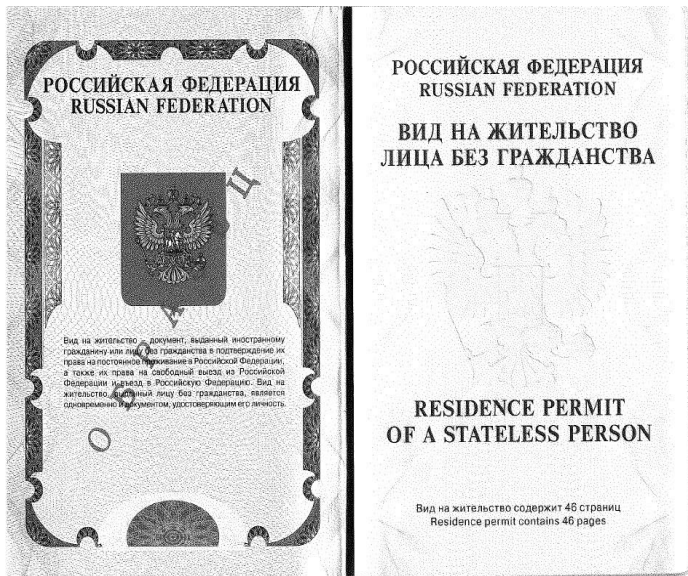 РОССИЙСКАЯ ФЕДЕРАЦИЯ
RUSSIAN FEDERATION
ОБРАЗЕЦ
Вид на жительство – документ, выданный иностранному
гражданину или лицу без гражданства в подтверждение их
права на постоянное проживание в Российской Федерации,
а также их права на свободный выезд из Российской
Федерации и въезд в Российскую Федерацию. Вид на
жительство, выданный лицу без гражданства, является
одновременно и документом, удостоверяющим его личность.
РОССИЙСКАЯ ФЕДЕРАЦИЯ
RUSSIAN FEDERATION
ВИД НА ЖИТЕЛЬСТВО
ЛИЦА БЕЗ ГРАЖДАНСТВА
RESIDENCE PERMIT
OF A STATELESS PERSON
Вид на жительство содержит 46 страниц
Residence permit contains 46 pages